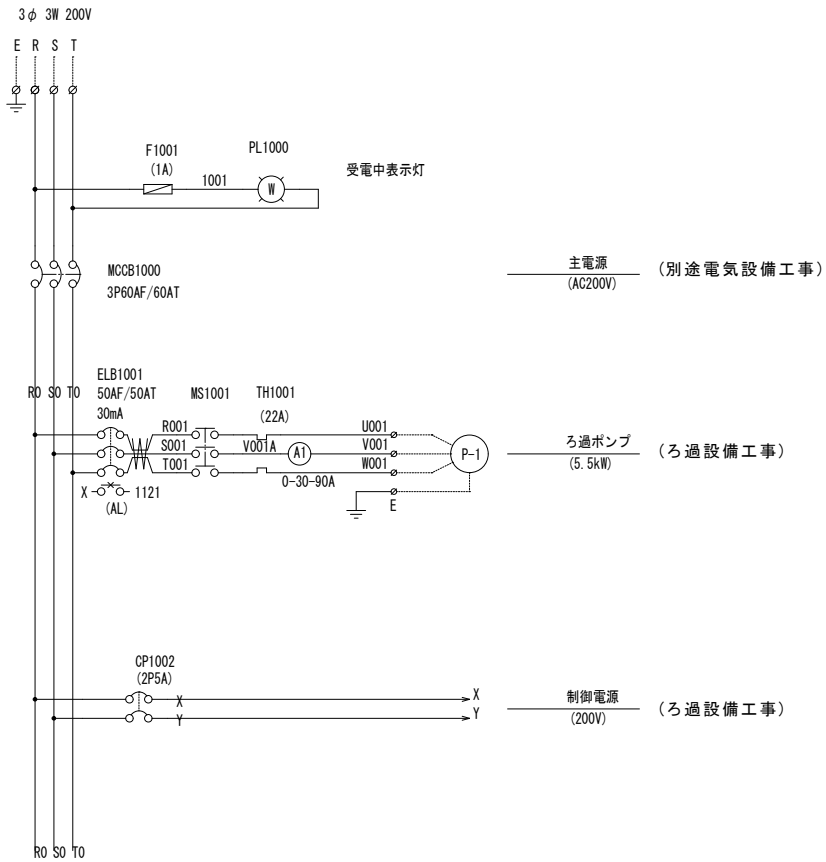 3φ 3W 200V
E R S T
F1001
(1A)
1001
PL1000
W
受電中表示灯
MCCB1000
3P60AF/60AT
主電源
(AC200V)
(別途電気設備工事)
R0 S0 T0
ELB1001
50AF/50AT
30mA
MS1001
TH1001
(22A)
R001
S001
T001
V001A
A1
0-30-90A
U001
V001
W001
E
P-1
X
1121
(AL)
ろ過ポンプ
(5.5kW)
(ろ過設備工事)
CP1002
(2P5A)
X
Y
X
Y
制御電源
(200V)
(ろ過設備工事)
R0 S0 T0